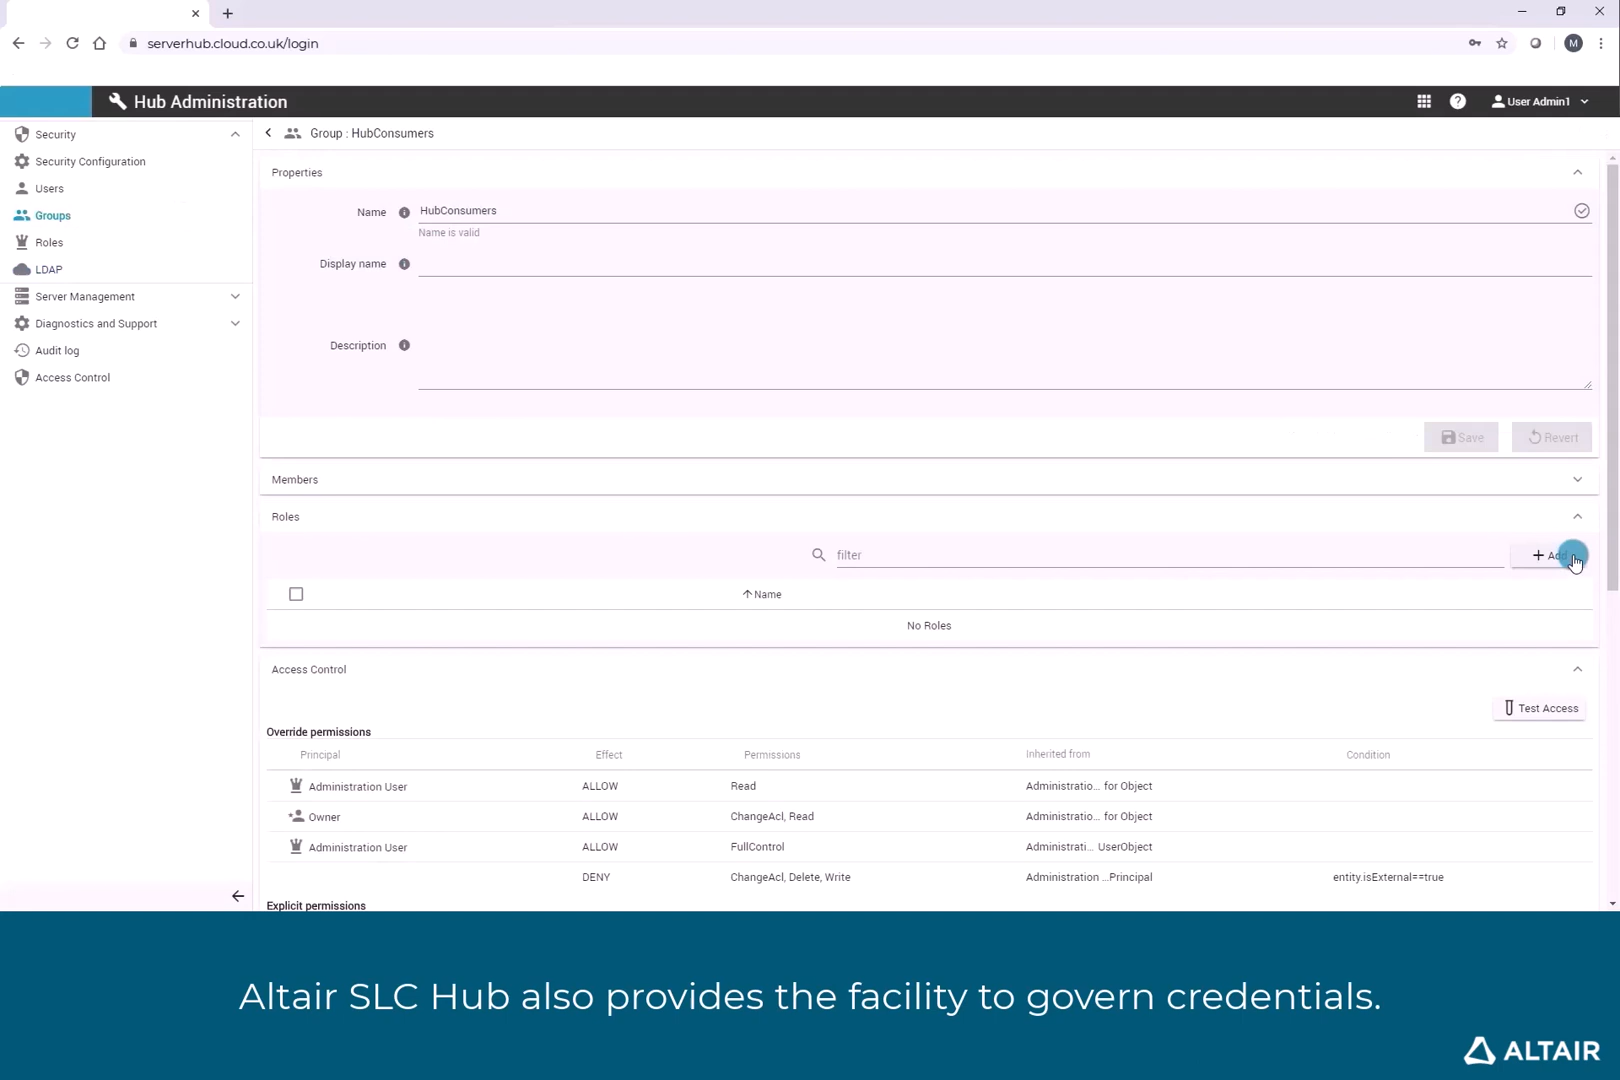 serverhub.cloud.co.uk/login
M
Hub Administration
User Admin1
Security
Security Configuration
Users
Groups
Roles
LDAP
Server Management
Diagnostics and Support
Audit log
Access Control
Group : HubConsumers
Properties
Name
HubConsumers
Name is valid
Display name
Description
Save
Revert
Members
Roles
filter
Add
Name
No Roles
Access Control
Test Access
Override permissions
Principal Effect Permissions Inherited from Condition
Administration User ALLOW Read Administratio... for Object
Owner ALLOW ChangeAcl, Read Administratio... for Object
Administration User ALLOW FullControl Administrati... UserObject
DENY ChangeAcl, Delete, Write Administration ...Principal entity.isExternal==true
Explicit permissions
Altair SLC Hub also provides the facility to govern credentials.
ALTAIR